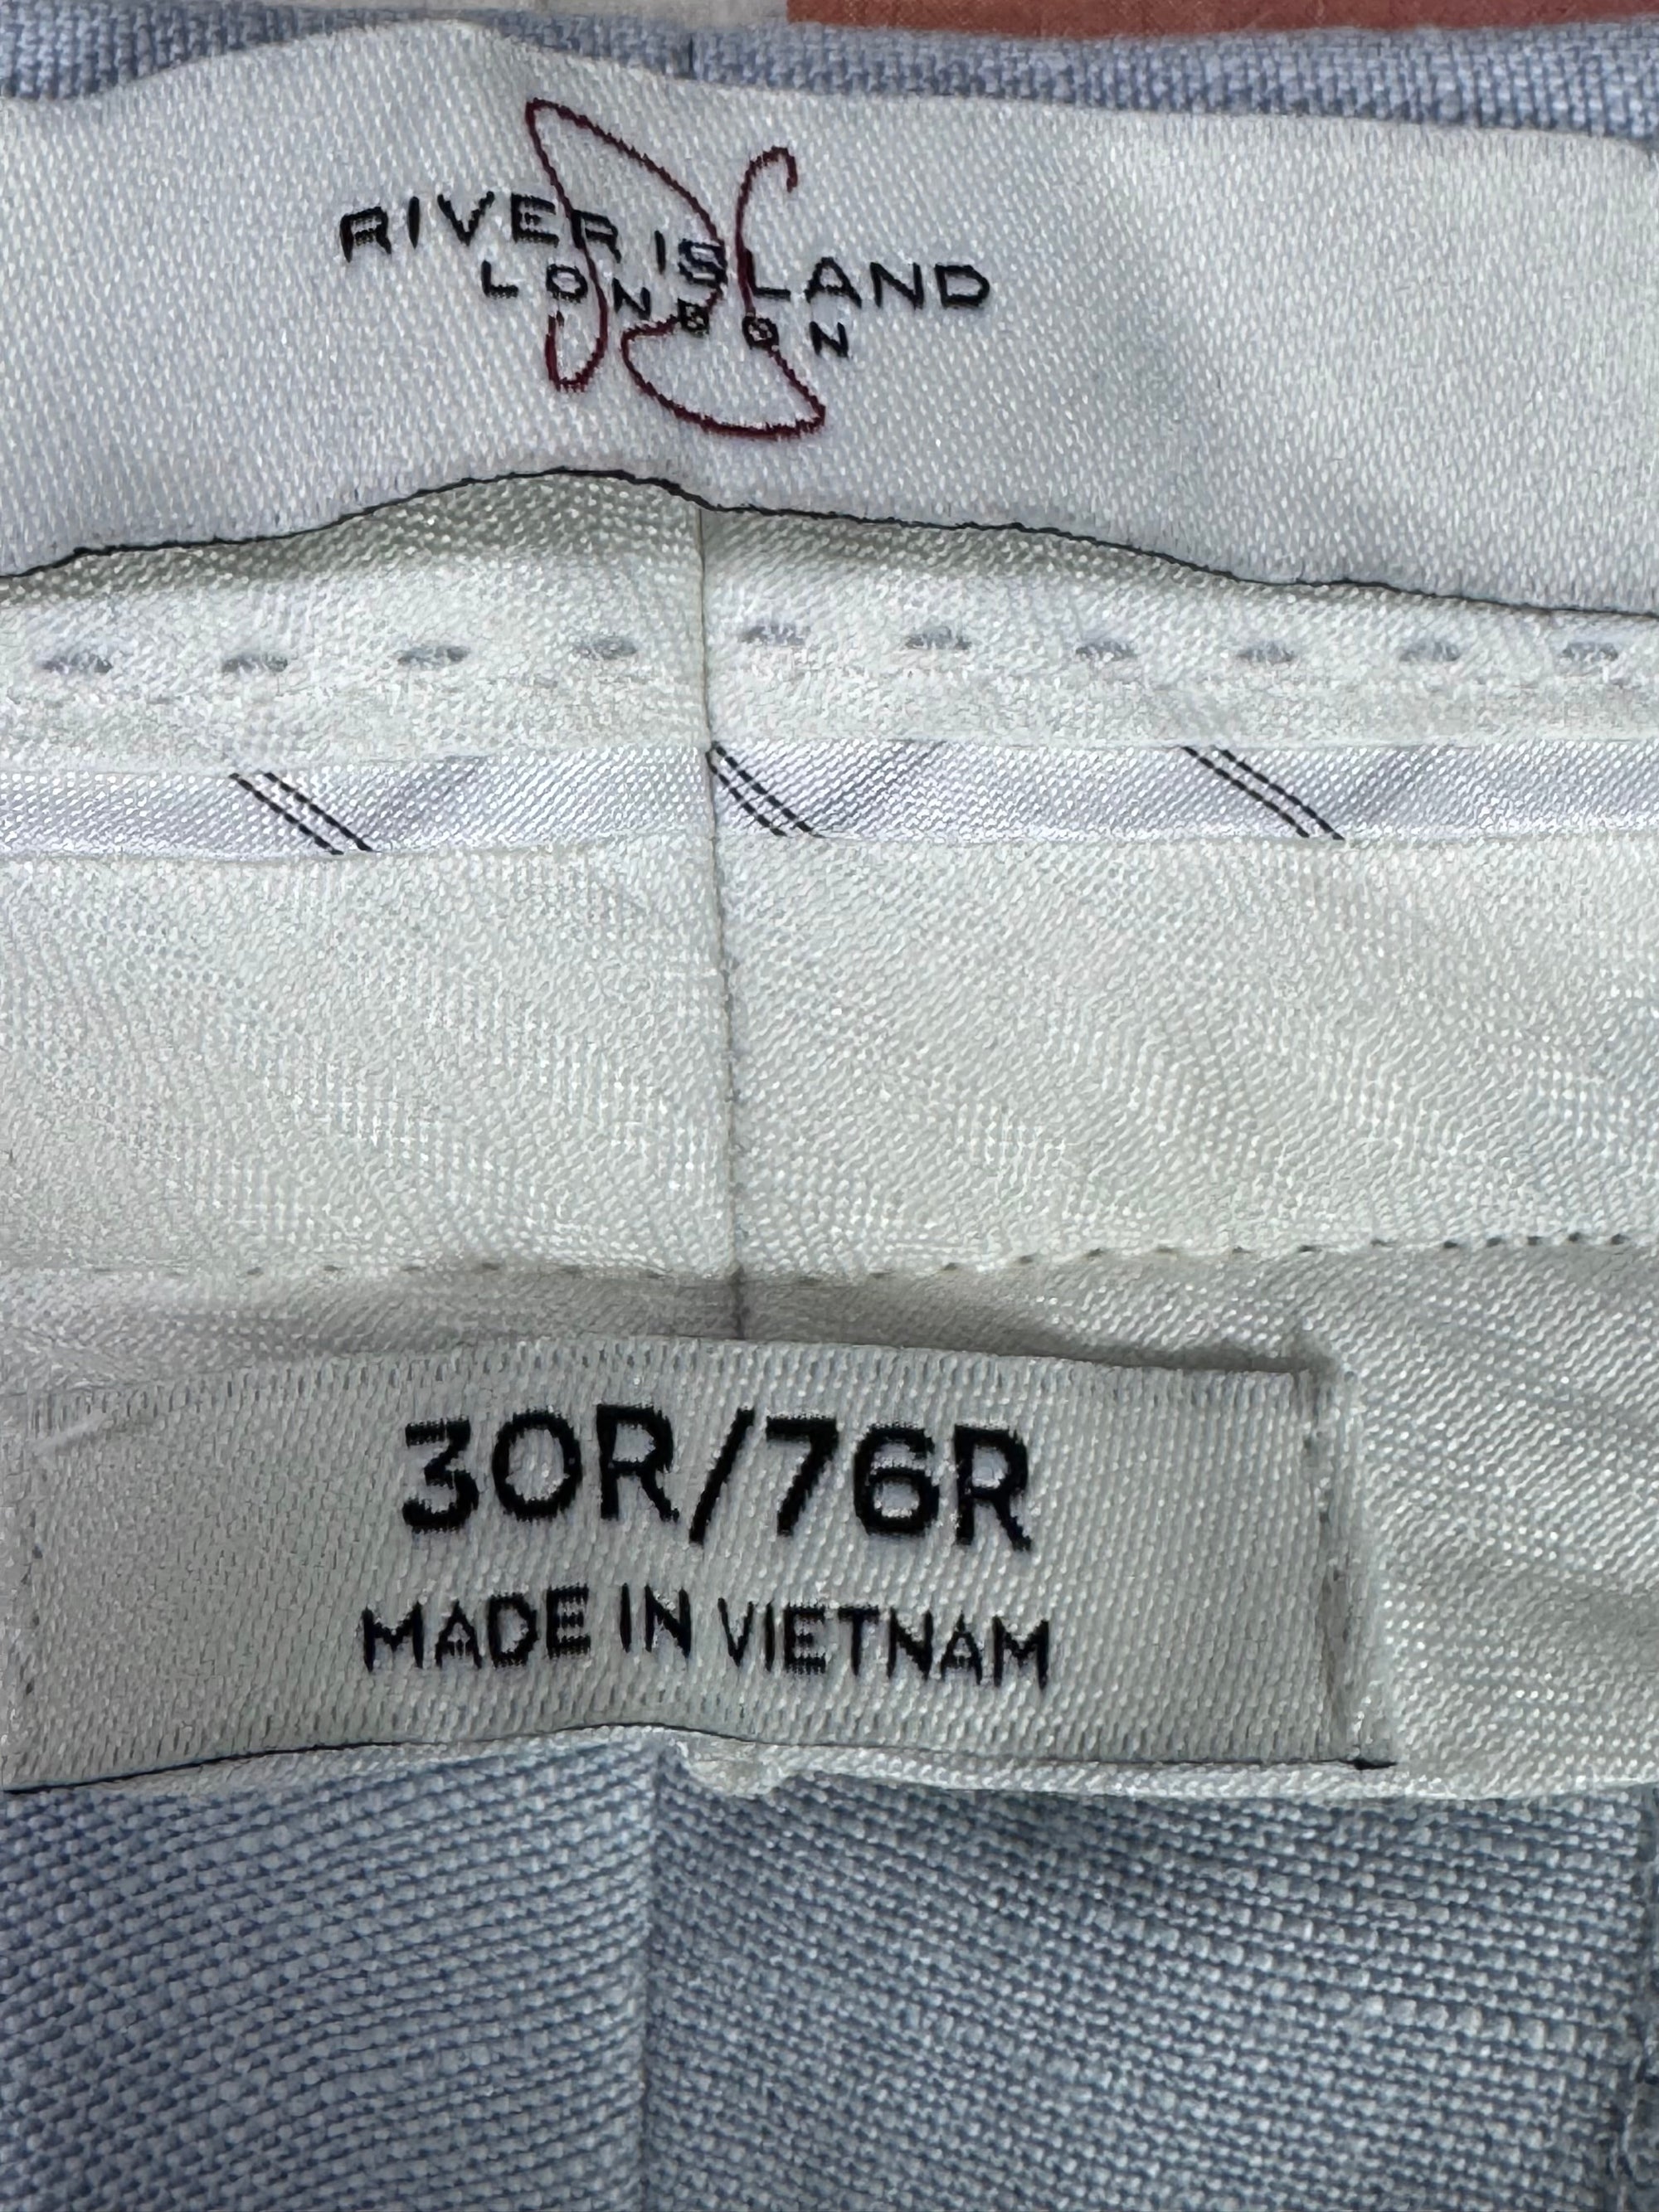 RIVER ISLAND
LONDON
30R/76R
MADE IN VIETNAM